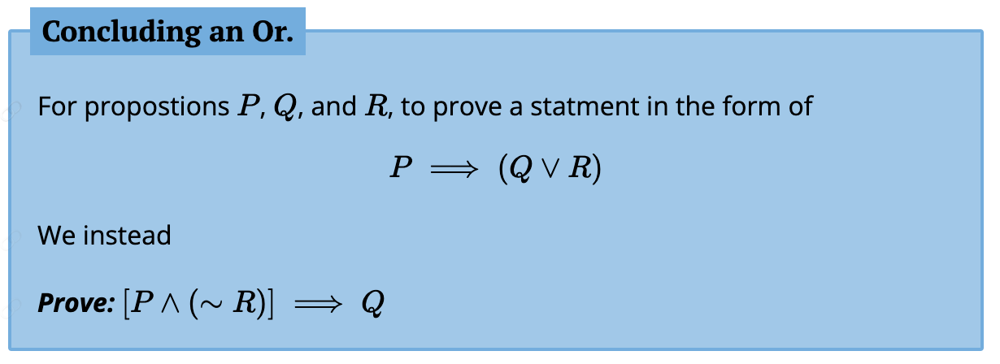 Concluding an Or.
For propostions P, Q, and R, to prove a statment in the form of
P ⟹ (Q ∨ R)
We instead
Prove: [P ∧ (∼ R)] ⟹ Q